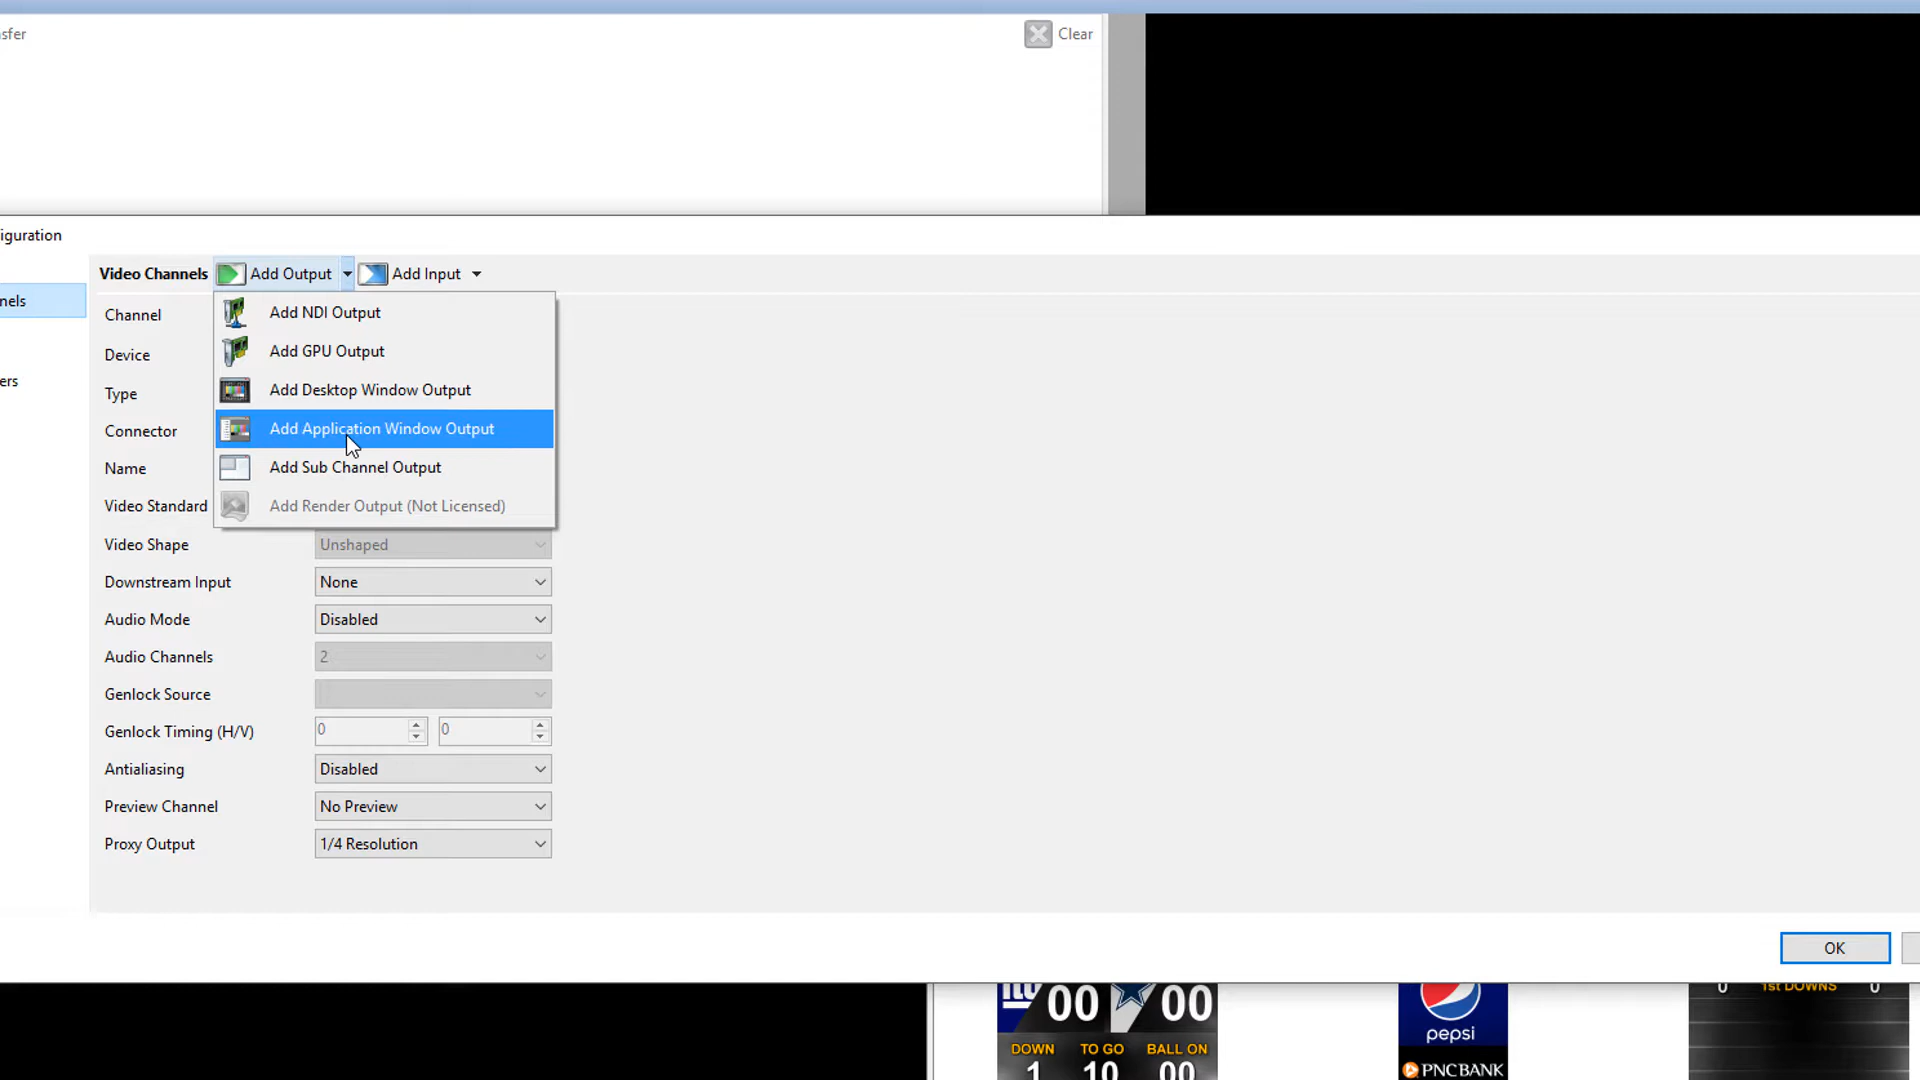 sfer
Clear
iguration
Video Channels Add Output Add Input
nels
Channel
Add NDI Output
Device
Add GPU Output
ers
Type
Add Desktop Window Output
Connector
Add Application Window Output
Name
Add Sub Channel Output
Video Standard
Add Render Output (Not Licensed)
Video Shape Unshaped
Downstream Input None
Audio Mode Disabled
Audio Channels 2
Genlock Source
Genlock Timing (H/V) 0 0
Antialiasing Disabled
Preview Channel No Preview
Proxy Output 1/4 Resolution
OK
00 00
DOWN TO GO BALL ON
1 10 00
pepsi
PNCBANK
0 1st DOWNS 0